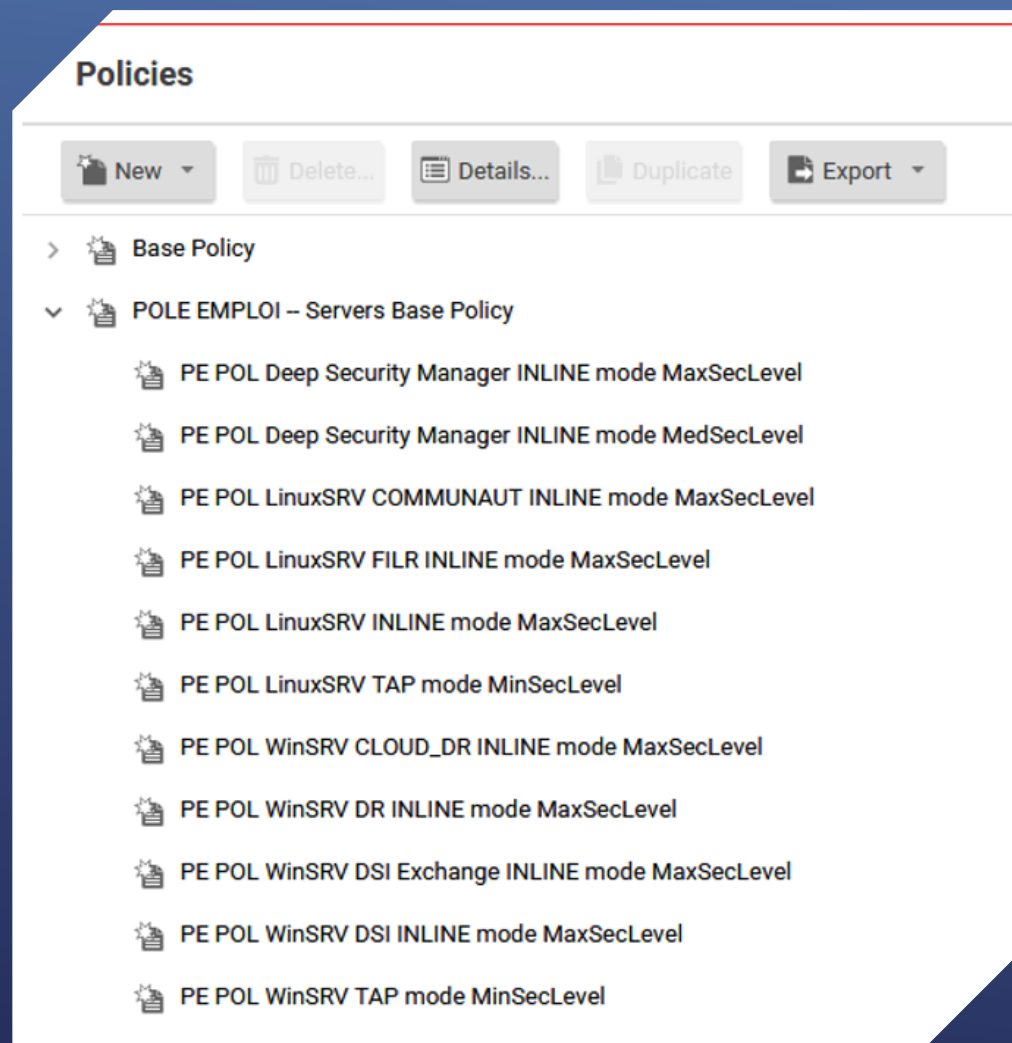 Policies
New Delete... Details... Duplicate Export
Base Policy
POLE EMPLOI – Servers Base Policy
PE POL Deep Security Manager INLINE mode MaxSecLevel
PE POL Deep Security Manager INLINE mode MedSecLevel
PE POL LinuxSRV COMMUNAUT INLINE mode MaxSecLevel
PE POL LinuxSRV FILR INLINE mode MaxSecLevel
PE POL LinuxSRV INLINE mode MaxSecLevel
PE POL LinuxSRV TAP mode MinSecLevel
PE POL WinSRV CLOUD_DR INLINE mode MaxSecLevel
PE POL WinSRV DR INLINE mode MaxSecLevel
PE POL WinSRV DSI Exchange INLINE mode MaxSecLevel
PE POL WinSRV DSI INLINE mode MaxSecLevel
PE POL WinSRV TAP mode MinSecLevel